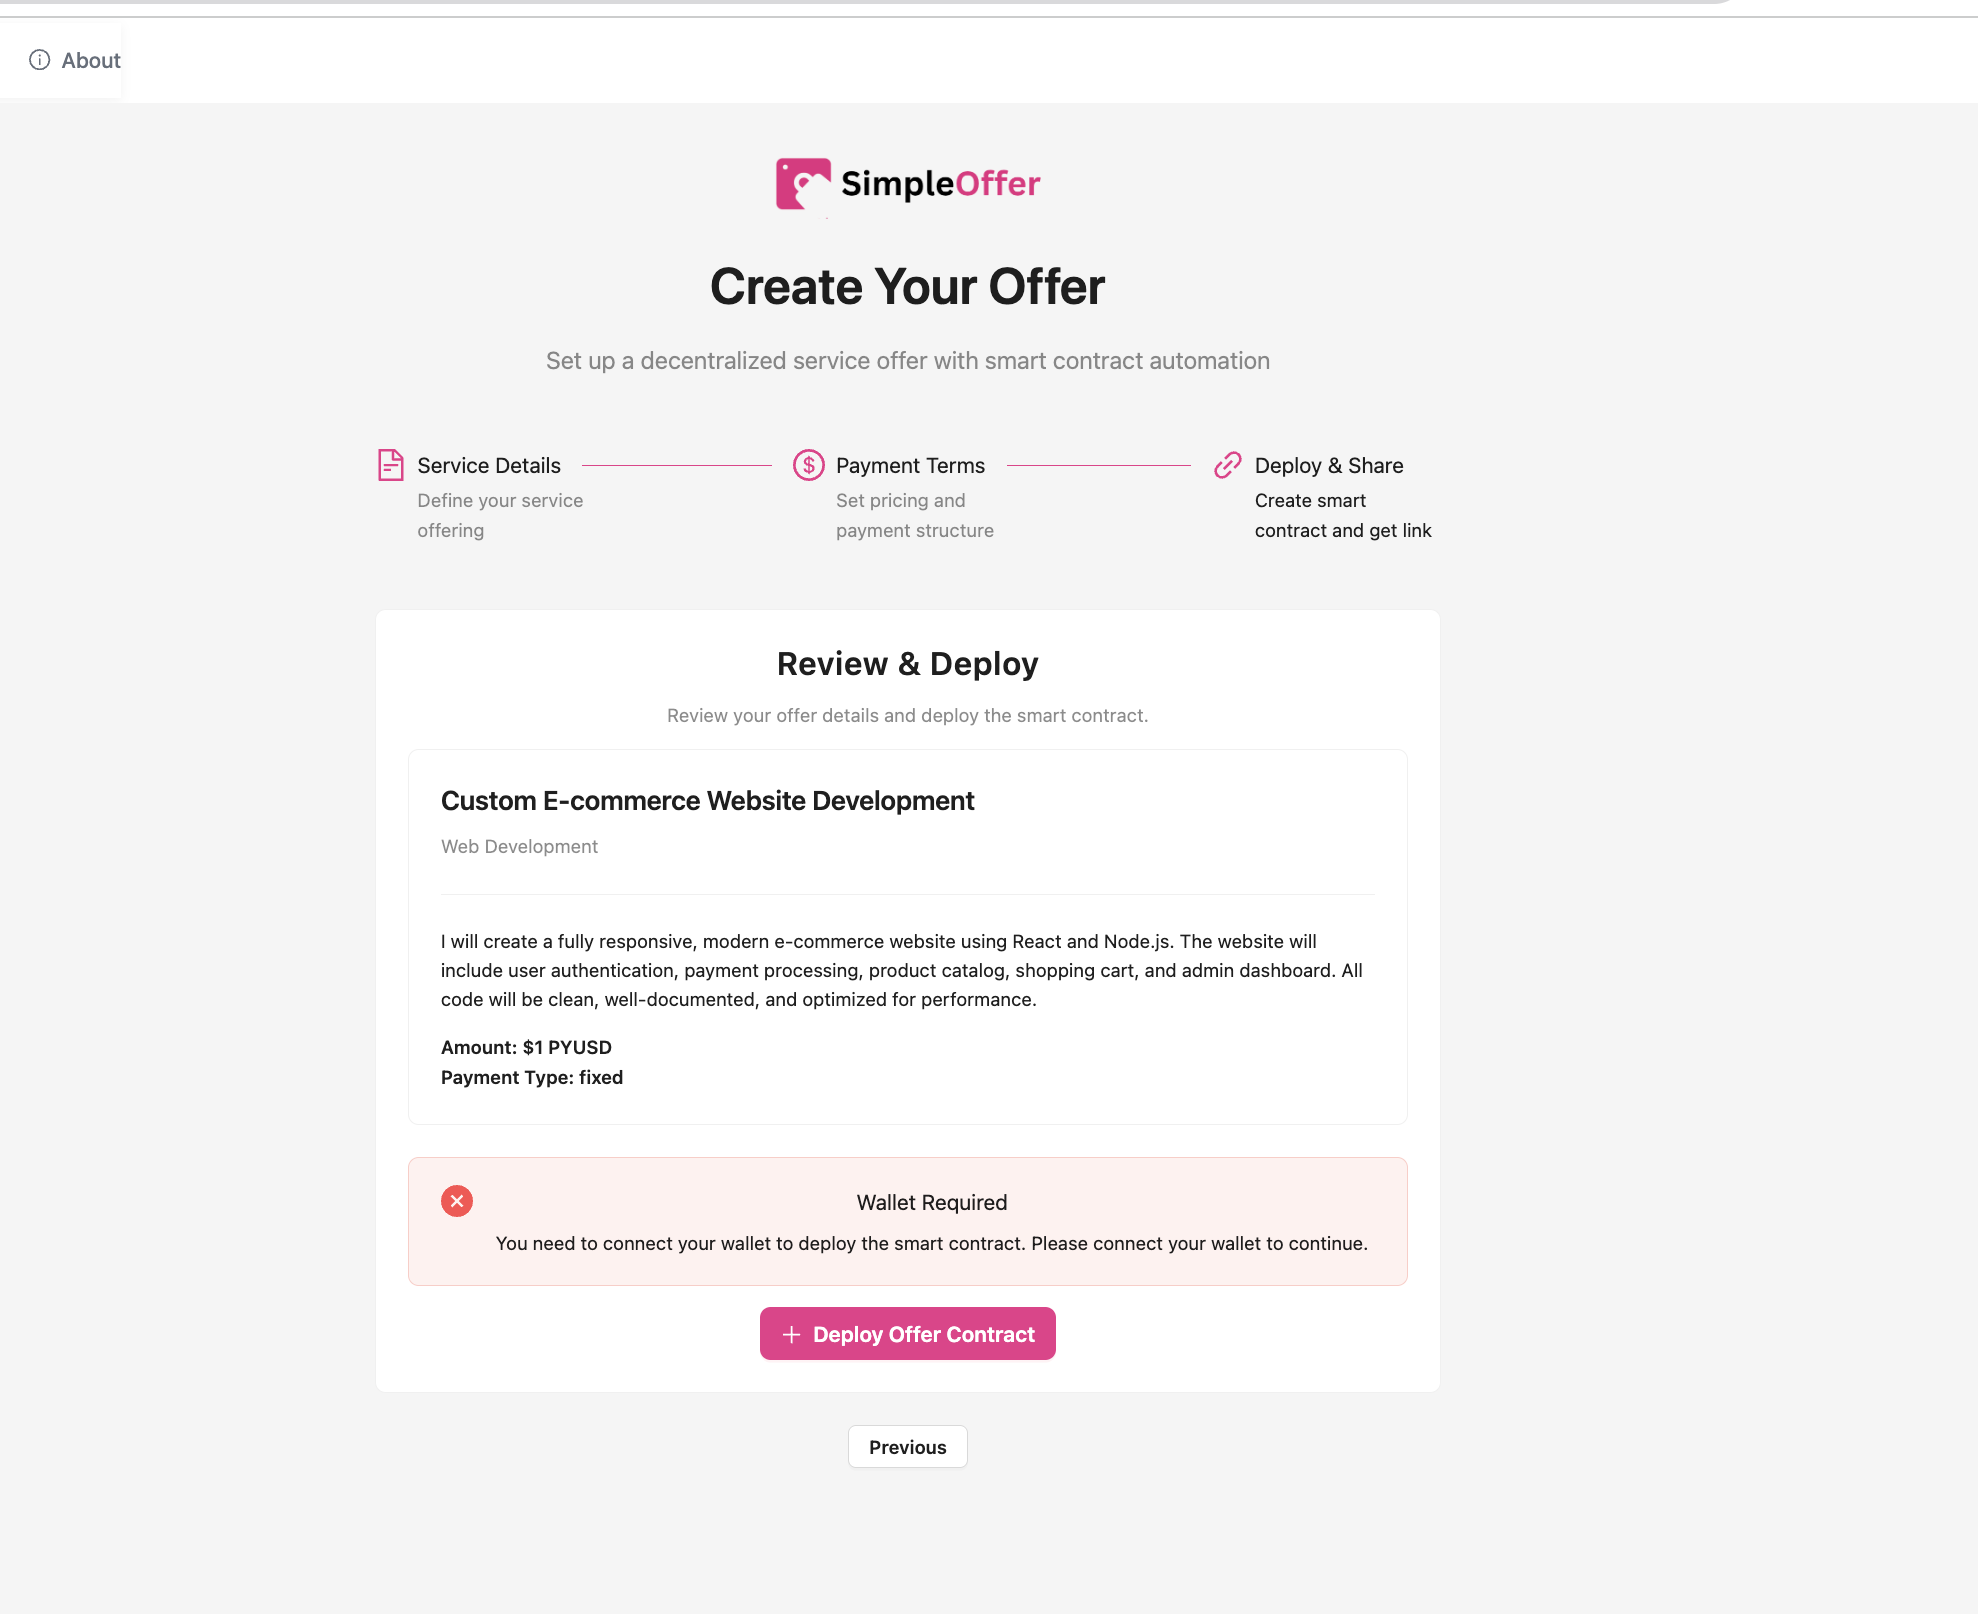 About
SimpleOffer
Create Your Offer
Set up a decentralized service offer with smart contract automation
Service Details
Define your service
offering
Payment Terms
Set pricing and
payment structure
Deploy & Share
Create smart
contract and get link
Review & Deploy
Review your offer details and deploy the smart contract.
Custom E-commerce Website Development
Web Development
I will create a fully responsive, modern e-commerce website using React and Node.js. The website will
include user authentication, payment processing, product catalog, shopping cart, and admin dashboard. All
code will be clean, well-documented, and optimized for performance.
Amount: $1 PYUSD
Payment Type: fixed
Wallet Required
You need to connect your wallet to deploy the smart contract. Please connect your wallet to continue.
Deploy Offer Contract
Previous